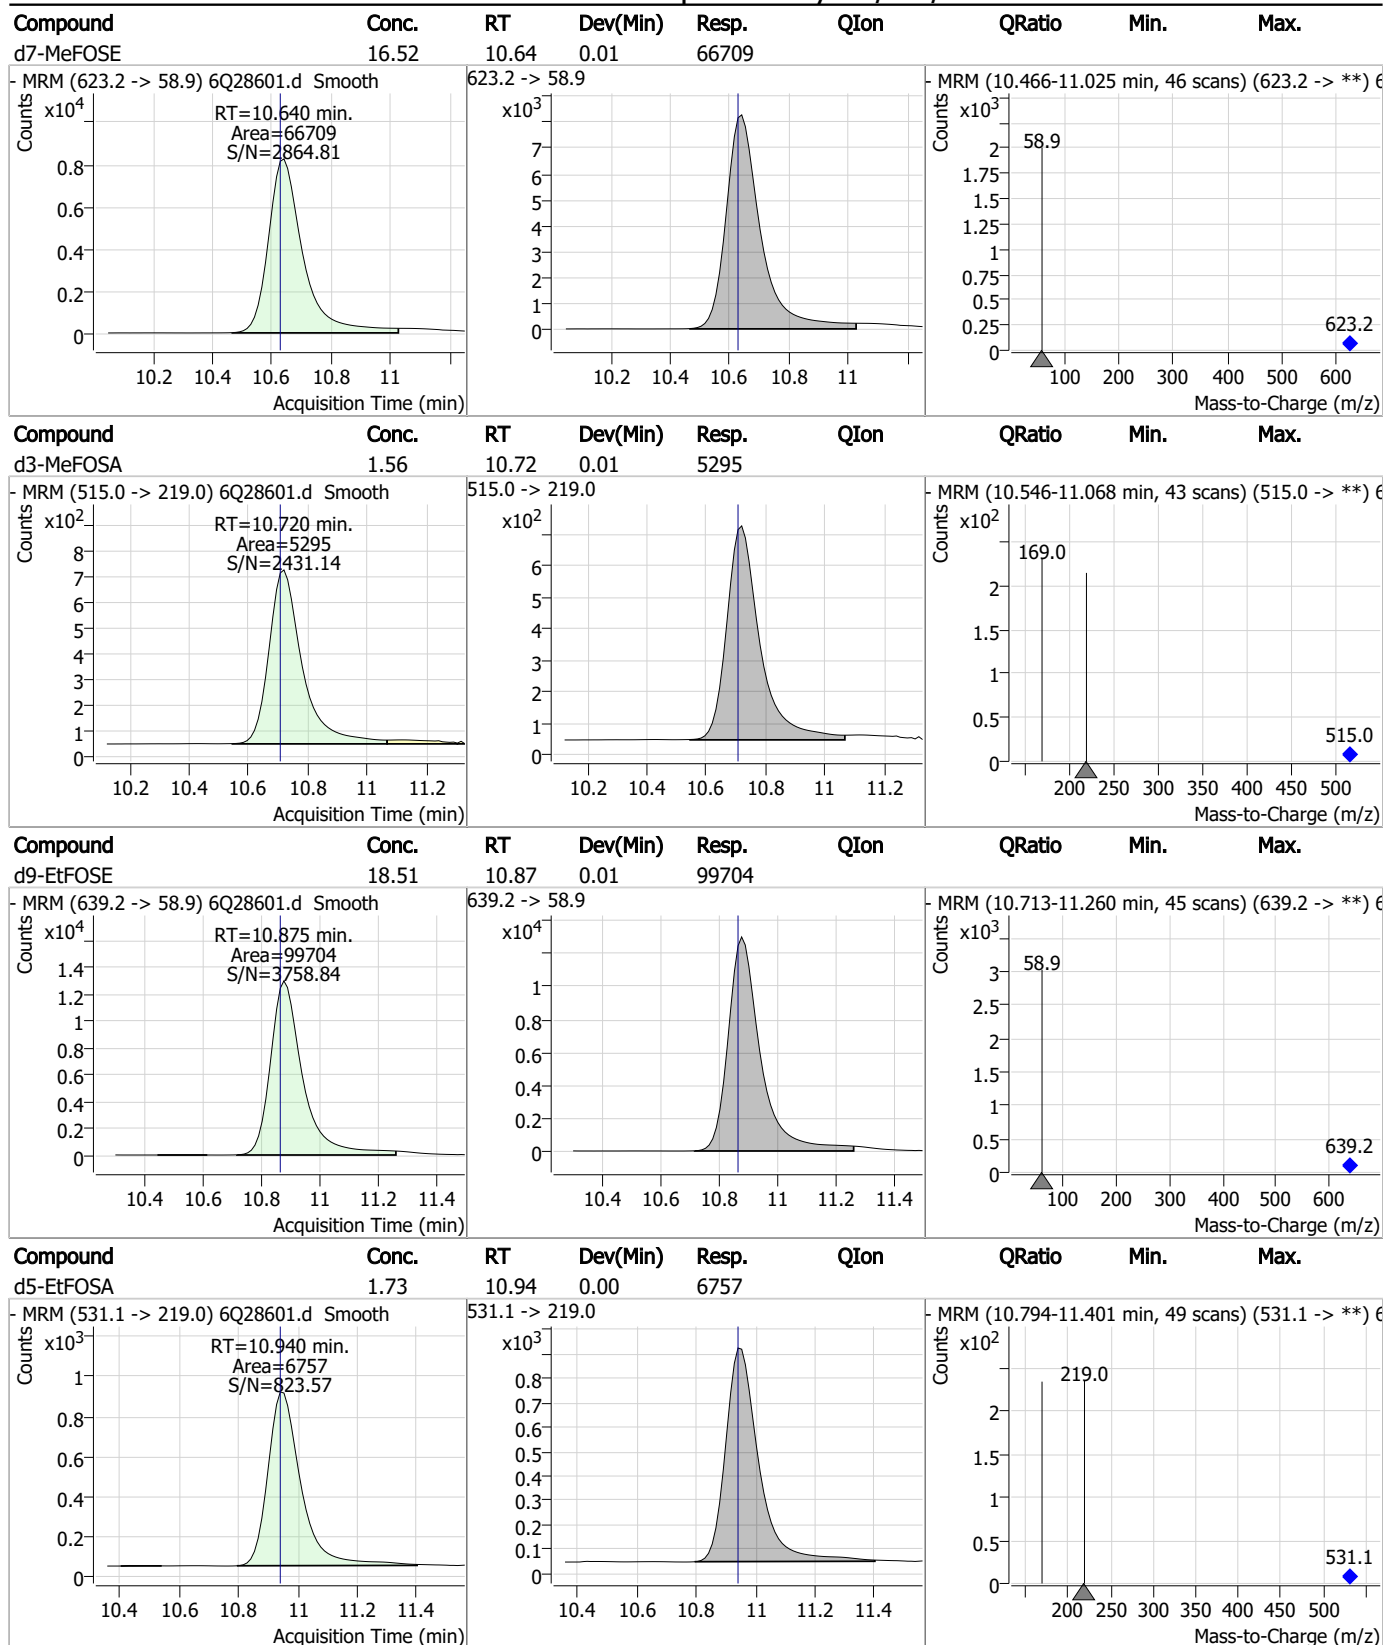 Compound Conc. RT Dev(Min) Resp. QIon QRatio Min. Max.
d7-MeFOSE 16.52 10.64 0.01 66709
- MRM (623.2 -> 58.9) 6Q28601.d Smooth
Counts
x10^4
RT=10.640 min.
Area=66709
S/N=2864.81
0.8
0.6
0.4
0.2
0
10.2 10.4 10.6 10.8 11
Acquisition Time (min)
623.2 -> 58.9
x10^3
7
6
5
4
3
2
1
0
10.2 10.4 10.6 10.8 11
- MRM (10.466-11.025 min, 46 scans) (623.2 -> **) 6
Counts
x10^3
58.9
2
1.75
1.5
1.25
1
0.75
0.5
0.25
0
623.2
100 200 300 400 500 600
Mass-to-Charge (m/z)
Compound Conc. RT Dev(Min) Resp. QIon QRatio Min. Max.
d3-MeFOSA 1.56 10.72 0.01 5295
- MRM (515.0 -> 219.0) 6Q28601.d Smooth
Counts
x10^2
RT=10.720 min.
Area=5295
S/N=2431.14
8
7
6
5
4
3
2
1
0
10.2 10.4 10.6 10.8 11 11.2
Acquisition Time (min)
515.0 -> 219.0
x10^2
7
6
5
4
3
2
1
0
10.2 10.4 10.6 10.8 11 11.2
- MRM (10.546-11.068 min, 43 scans) (515.0 -> **) 6
Counts
x10^2
169.0
2
1.5
1
0.5
0
515.0
200 250 300 350 400 450 500
Mass-to-Charge (m/z)
Compound Conc. RT Dev(Min) Resp. QIon QRatio Min. Max.
d9-EtFOSE 18.51 10.87 0.01 99704
- MRM (639.2 -> 58.9) 6Q28601.d Smooth
Counts
x10^4
RT=10.875 min.
Area=99704
S/N=3758.84
1.4
1.2
1
0.8
0.6
0.4
0.2
0
10.4 10.6 10.8 11 11.2 11.4
Acquisition Time (min)
639.2 -> 58.9
x10^4
1
0.8
0.6
0.4
0.2
0
10.4 10.6 10.8 11 11.2 11.4
- MRM (10.713-11.260 min, 45 scans) (639.2 -> **) 6
Counts
x10^3
58.9
3
2.5
2
1.5
1
0.5
0
639.2
100 200 300 400 500 600
Mass-to-Charge (m/z)
Compound Conc. RT Dev(Min) Resp. QIon QRatio Min. Max.
d5-EtFOSA 1.73 10.94 0.00 6757
- MRM (531.1 -> 219.0) 6Q28601.d Smooth
Counts
x10^3
RT=10.940 min.
Area=6757
S/N=823.57
1
0.8
0.6
0.4
0.2
0
10.4 10.6 10.8 11 11.2 11.4
Acquisition Time (min)
531.1 -> 219.0
x10^3
0.9
0.8
0.7
0.6
0.5
0.4
0.3
0.2
0.1
0
10.4 10.6 10.8 11 11.2 11.4
- MRM (10.794-11.401 min, 49 scans) (531.1 -> **) 6
Counts
x10^2
219.0
2
1.5
1
0.5
0
531.1
200 250 300 350 400 450 500
Mass-to-Charge (m/z)